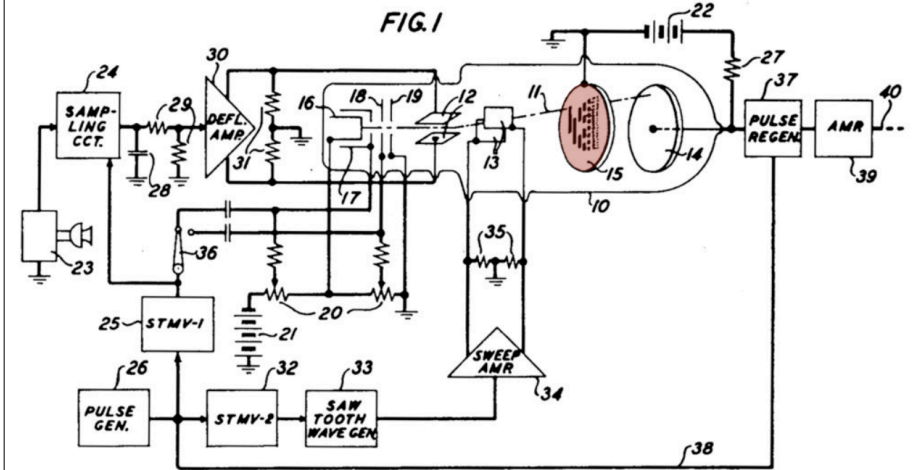 FIG.1
22
30
24
16
18
19
12
11
27
37
40
SAMP-
LING
CCT.
29
DEFL.
AMP.
13
PULSE
REGEN.
AMR
31
28
17
15
14
39
10
23
36
35
20
25
STMV-1
21
SWEEP
AMR
34
26
32
33
PULSE
GEN.
STMV-2
SAW
TOOTH
WAVE GEN.
38